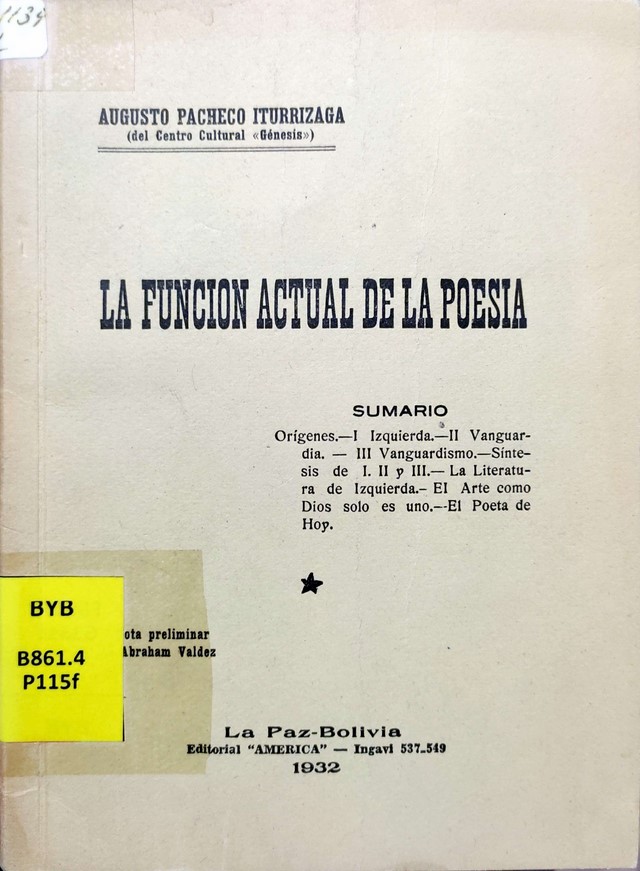 1139
AUGUSTO PACHECO ITURRIZAGA
(del Centro Cultural «Génesis»)
LA FUNCION ACTUAL DE LA POESIA
SUMARIO
Orígenes.—I Izquierda.—II Vanguar-
dia. — III Vanguardismo.—Sínte-
sis de I. II y III.— La Literatu-
ra de Izquierda.- El Arte como
Dios solo es uno.--El Poeta de
Hoy.
BYB
B861.4
P115f
ota preliminar
Abraham Valdez
La Paz-Bolivia
Editorial "AMERICA" — Ingavi 537-549
1932